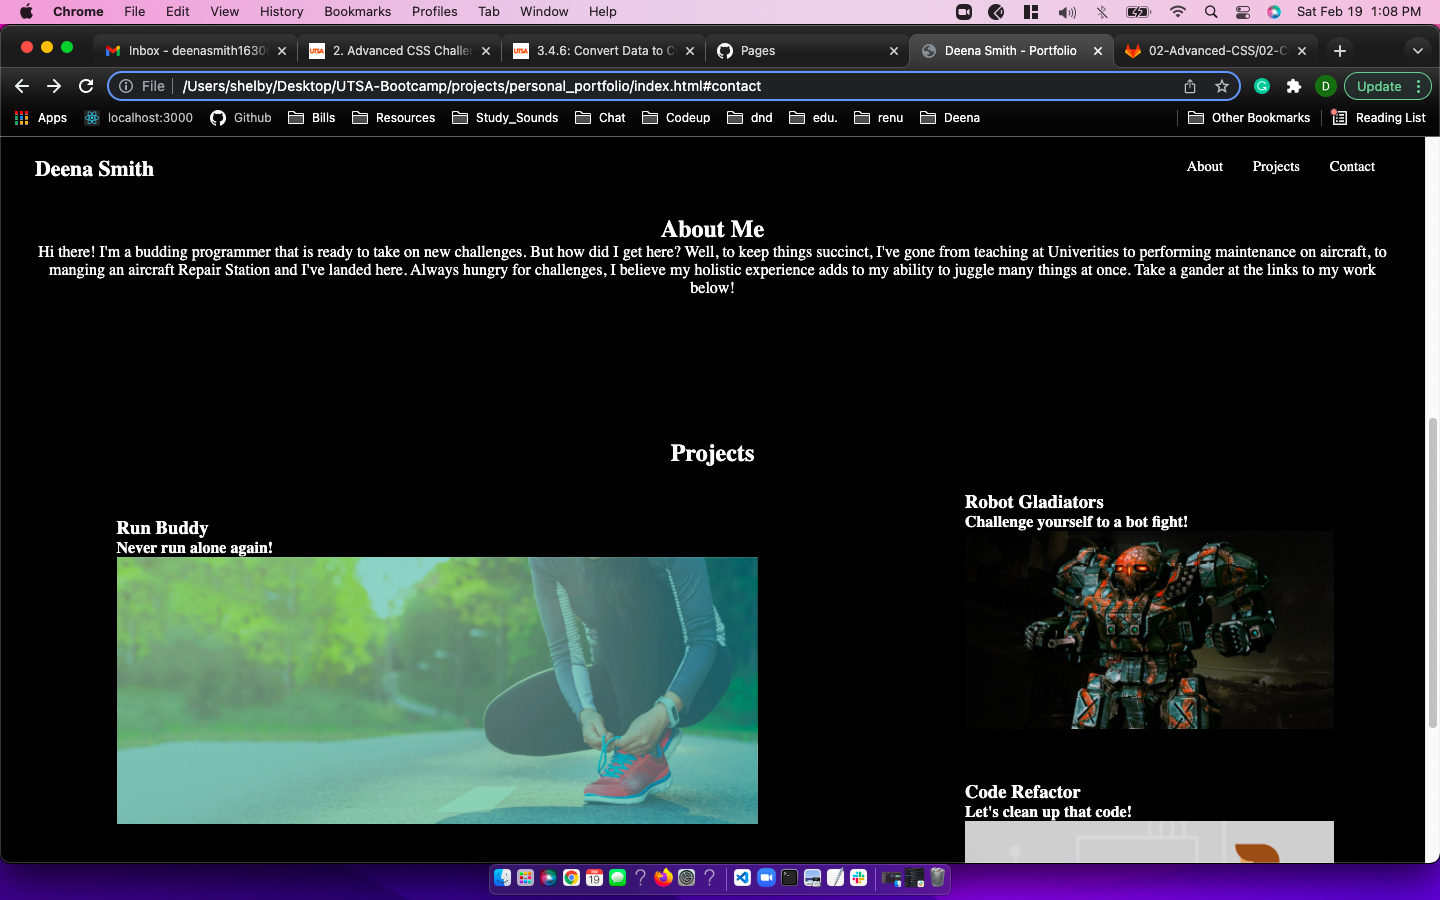 Chrome File Edit View History Bookmarks Profiles Tab Window Help Sat Feb 19 1:08 PM
Inbox - deenasmith1630 2. Advanced CSS Challen 3.4.6: Convert Data to C Pages Deena Smith - Portfolio 02-Advanced-CSS/02-C
File /Users/shelby/Desktop/UTSA-Bootcamp/projects/personal_portfolio/index.html#contact D Update
Apps localhost:3000 Github Bills Resources Study_Sounds Chat Codeup dnd edu. renu Deena Other Bookmarks Reading List
Deena Smith About Projects Contact
About Me
Hi there! I'm a budding programmer that is ready to take on new challenges. But how did I get here? Well, to keep things succinct, I've gone from teaching at Univerities to performing maintenance on aircraft, to
manging an aircraft Repair Station and I've landed here. Always hungry for challenges, I believe my holistic experience adds to my ability to juggle many things at once. Take a gander at the links to my work
below!
Projects
Run Buddy
Never run alone again!
Robot Gladiators
Challenge yourself to a bot fight!
Code Refactor
Let's clean up that code!
19